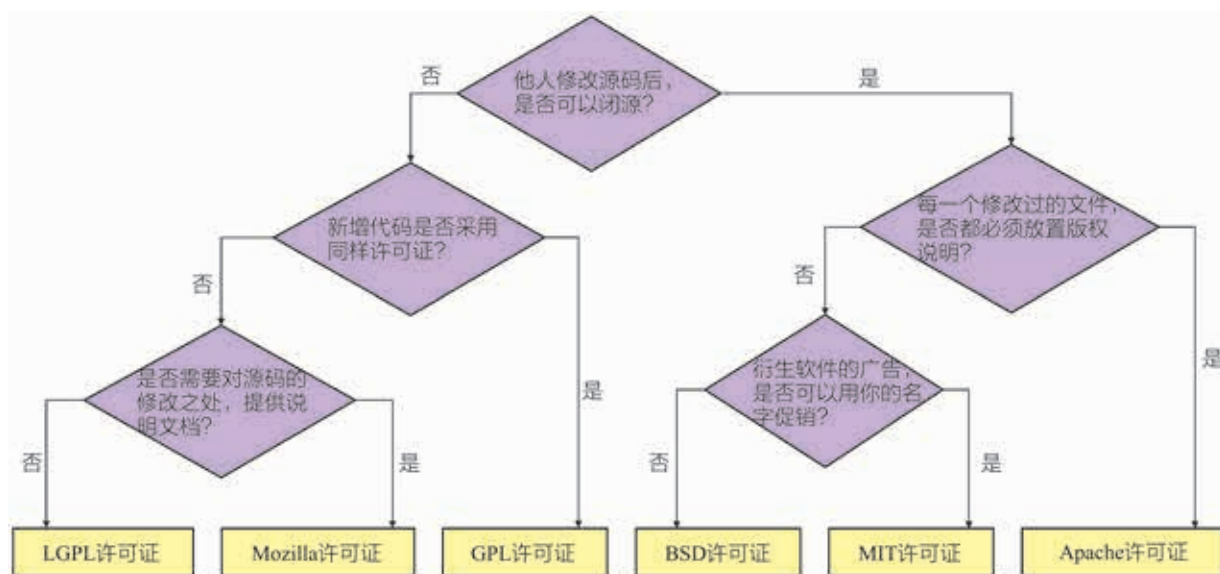 他人修改源码后，
是否可以闭源？
否
是
新增代码是否采用
同样许可证？
每一个修改过的文件，
是否都必须放置版权
说明？
否
否
是否需要对源码的
修改之处，提供说
明文档？
衍生软件的广告，
是否可以用你的名
字促销？
是
是
否
是
否
是
LGPL许可证
Mozilla许可证
GPL许可证
BSD许可证
MIT许可证
Apache许可证